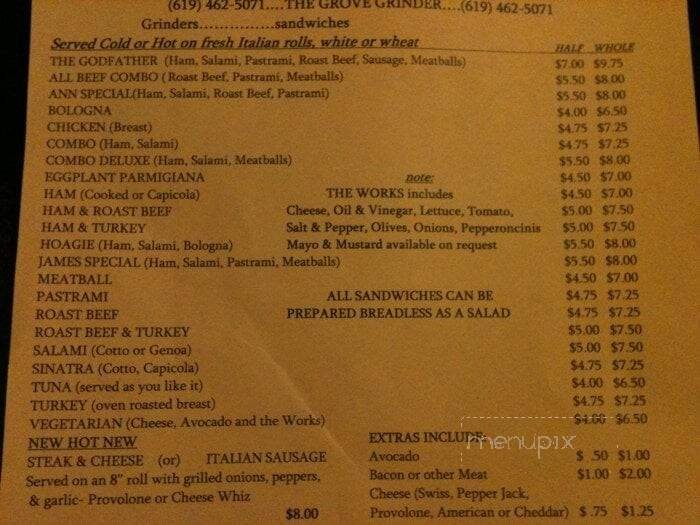 (619) 462-5071....THE GROVE GRINDER....(619) 462-5071
Grinders...............sandwiches
Served Cold or Hot on fresh Italian rolls, white or wheat HALF WHOLE
THE GODFATHER (Ham, Salami, Pastrami, Roast Beef, Sausage, Meatballs) $7.00 $9.75
ALL BEEF COMBO ( Roast Beef, Pastrami, Meatballs) $5.50 $8.00
ANN SPECIAL(Ham, Salami, Roast Beef, Pastrami) $5.50 $8.00
BOLOGNA $4.00 $6.50
CHICKEN (Breast) $4.75 $7.25
COMBO (Ham, Salami) $4.75 $7.25
COMBO DELUXE (Ham, Salami, Meatballs) $5.50 $8.00
EGGPLANT PARMIGIANA note: $4.50 $7.00
HAM (Cooked or Capicola) THE WORKS includes $4.50 $7.00
HAM & ROAST BEEF Cheese, Oil & Vinegar, Lettuce, Tomato, $5.00 $7.50
HAM & TURKEY Salt & Pepper, Olives, Onions, Pepperoncinis $5.00 $7.50
HOAGIE (Ham, Salami, Bologna) Mayo & Mustard available on request $5.50 $8.00
JAMES SPECIAL (Ham, Salami, Pastrami, Meatballs) $5.50 $8.00
MEATBALL $4.50 $7.00
PASTRAMI ALL SANDWICHES CAN BE $4.75 $7.25
ROAST BEEF PREPARED BREADLESS AS A SALAD $4.75 $7.25
ROAST BEEF & TURKEY $5.00 $7.50
SALAMI (Cotto or Genoa) $5.00 $7.50
SINATRA (Cotto, Capicola) $4.75 $7.25
TUNA (served as you like it) $4.00 $6.50
TURKEY (oven roasted breast) $4.75 $7.25
VEGETARIAN (Cheese, Avocado and the Works) $4.00 $6.50
NEW HOT NEW EXTRAS INCLUDE:
menupix
STEAK & CHEESE (or) ITALIAN SAUSAGE Avocado $ .50 $1.00
Served on an 8" roll with grilled onions, peppers, Bacon or other Meat $1.00 $2.00
& garlic- Provolone or Cheese Whiz Cheese (Swiss, Pepper Jack,
$8.00 Provolone, American or Cheddar) $ .75 $1.25